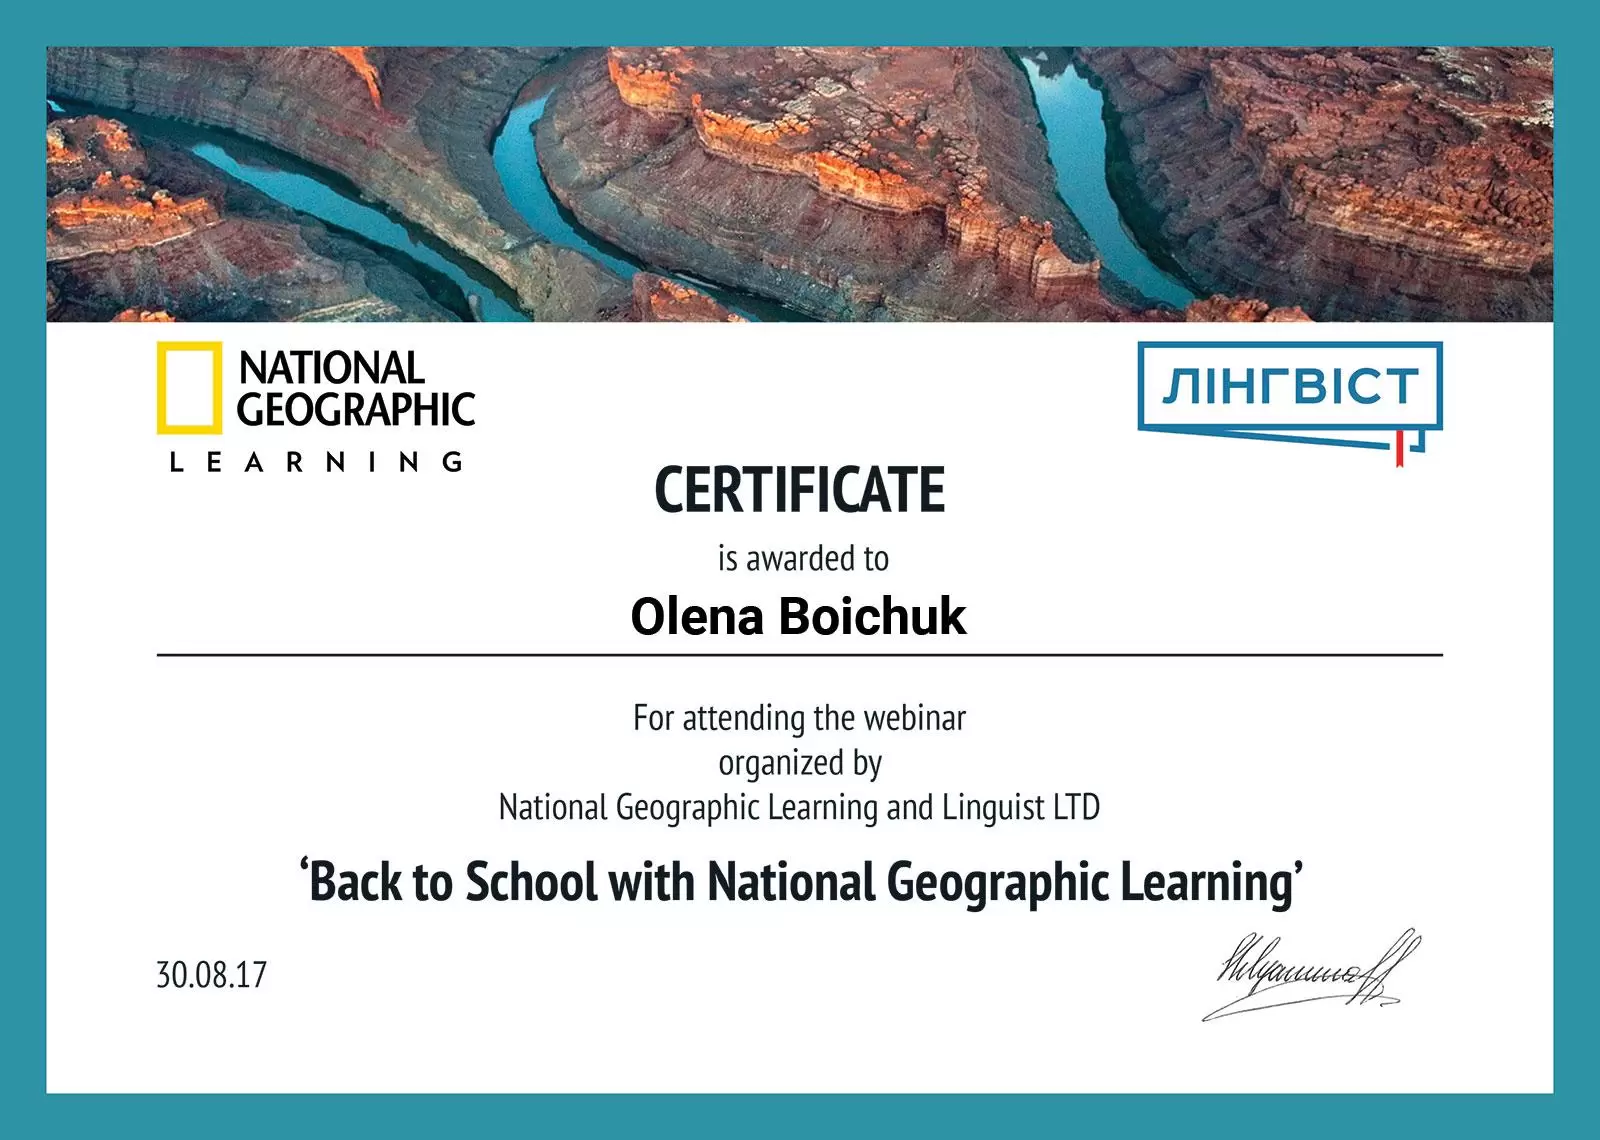 NATIONAL
GEOGRAPHIC
LEARNING
ЛІНГВІСТ
CERTIFICATE
is awarded to
Olena Boichuk
For attending the webinar
organized by
National Geographic Learning and Linguist LTD
‘Back to School with National Geographic Learning’
30.08.17